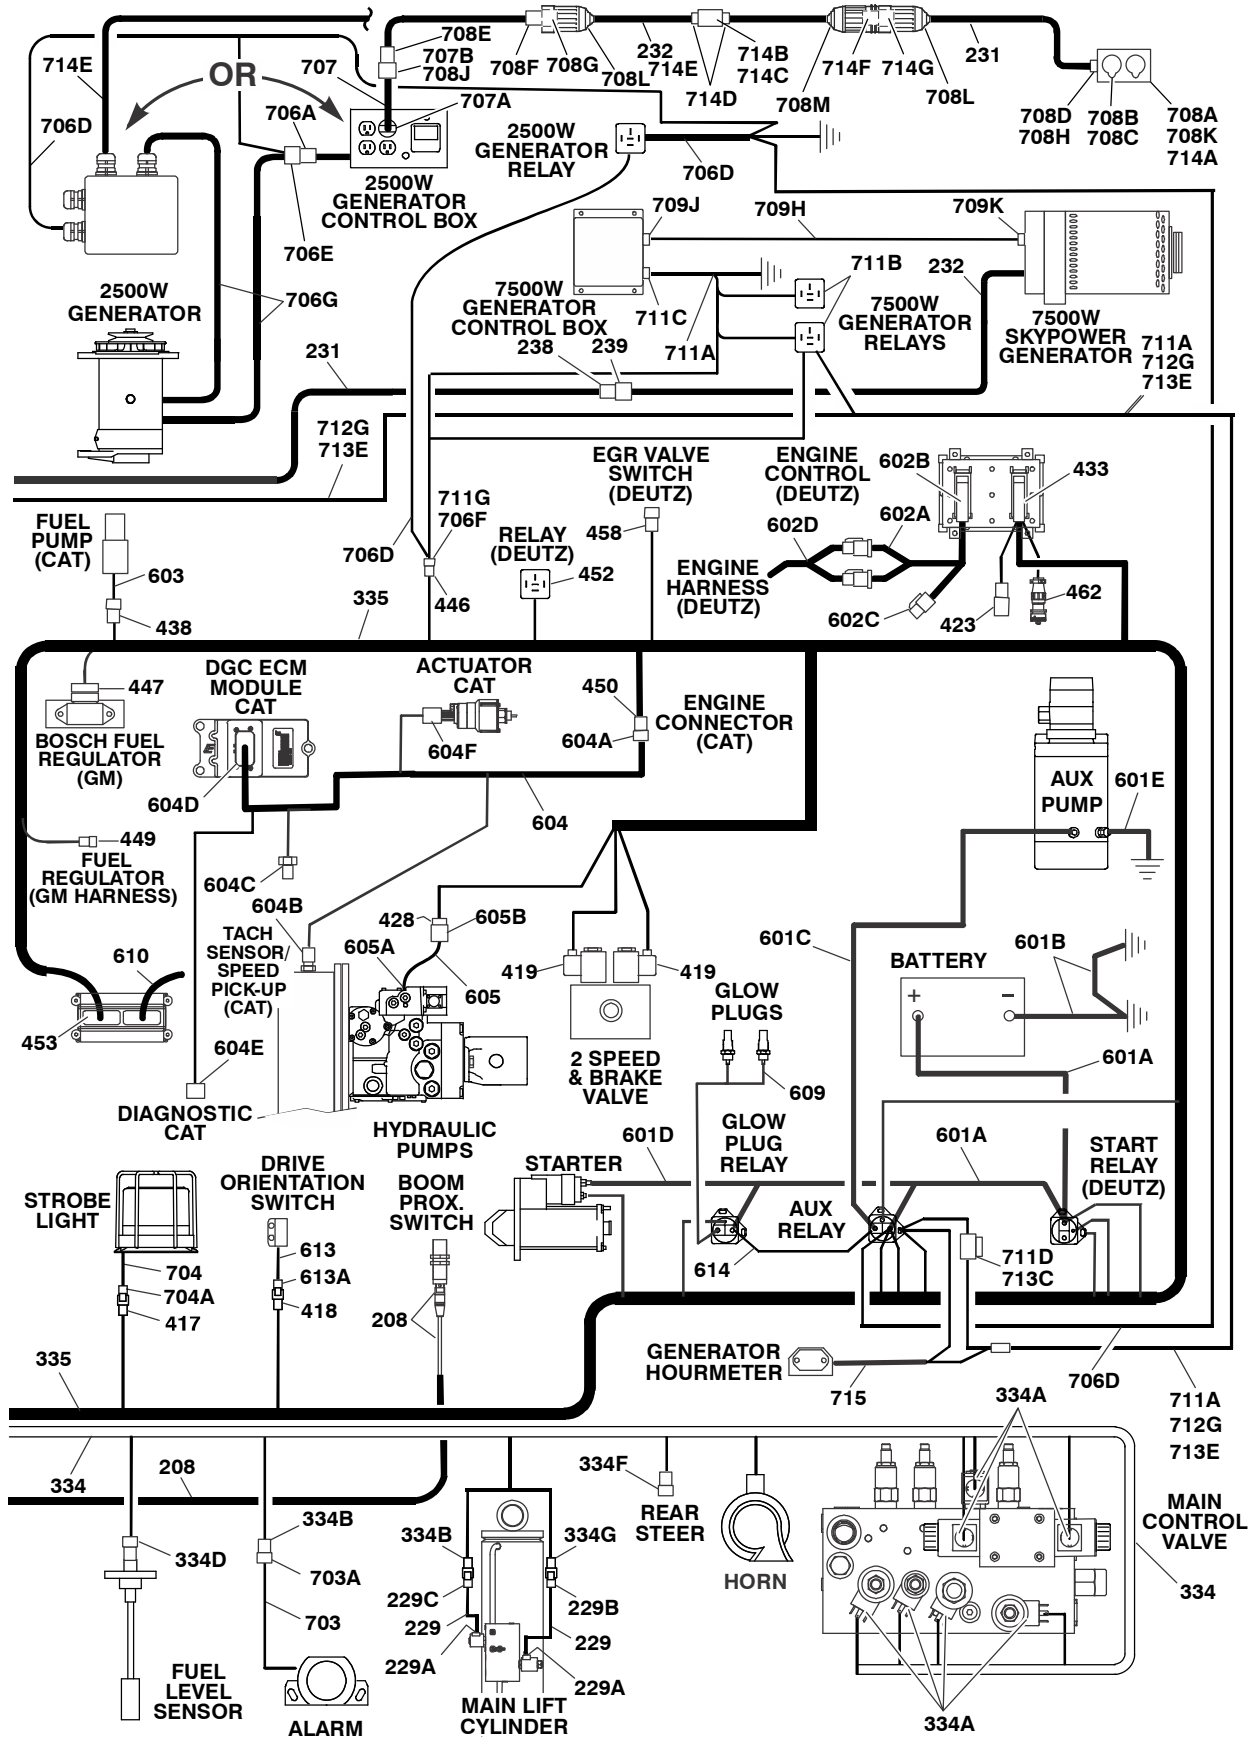 708E
707B
708J
707
OR
714E
706D
706A
707A
2500W
GENERATOR
CONTROL BOX
706E
2500W
GENERATOR
706G
708F
708G
708L
232
714E
714D
714B
714C
714F
714G
708M
708L
231
708D
708H
708B
708C
708A
708K
714A
2500W
GENERATOR
RELAY
706D
709J
709H
709K
7500W
GENERATOR
CONTROL BOX
711C
711A
711B
232
7500W
GENERATOR
RELAYS
7500W
SKYPOWER
GENERATOR
711A
712G
713E
231
238
239
712G
713E
FUEL
PUMP
(CAT)
603
438
335
706D
711G
706F
446
RELAY
(DEUTZ)
452
EGR VALVE
SWITCH
(DEUTZ)
458
ENGINE
CONTROL
(DEUTZ)
602B
433
602D
602A
ENGINE
HARNESS
(DEUTZ)
602C
423
462
447
BOSCH FUEL
REGULATOR
(GM)
DGC ECM
MODULE
CAT
E
604D
ACTUATOR
CAT
604F
450
604A
ENGINE
CONNECTOR
(CAT)
604
AUX
PUMP
601E
449
FUEL
REGULATOR
(GM HARNESS)
604C
604B
TACH
SENSOR/
SPEED
PICK-UP
(CAT)
428
605B
605A
605
610
453
604E
DIAGNOSTIC
CAT
HYDRAULIC
PUMPS
419
419
2 SPEED
& BRAKE
VALVE
GLOW
PLUGS
609
601C
601B
BATTERY
+
–
601A
STROBE
LIGHT
704
704A
417
DRIVE
ORIENTATION
SWITCH
613
613A
418
BOOM
PROX.
SWITCH
208
STARTER
601D
GLOW
PLUG
RELAY
614
AUX
RELAY
601A
START
RELAY
(DEUTZ)
711D
713C
GENERATOR
HOURMETER
715
706D
711A
712G
713E
335
334
208
334D
FUEL
LEVEL
SENSOR
334B
703A
703
ALARM
334B
229C
229
229A
334G
229B
229
229A
MAIN LIFT
CYLINDER
334F
REAR
STEER
HORN
334A
MAIN
CONTROL
VALVE
334
334A